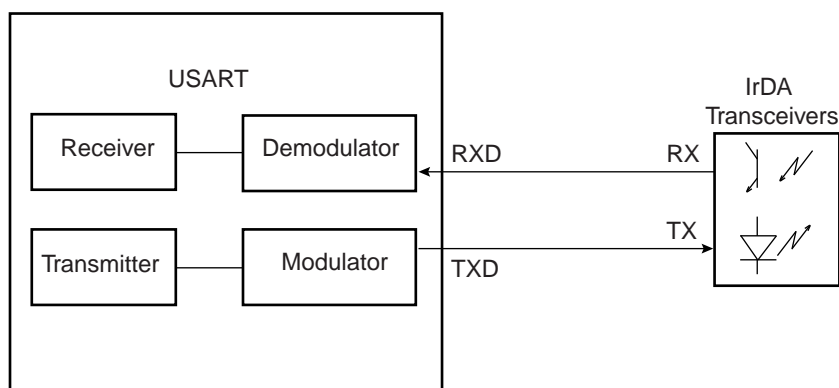 USART
IrDA
Transceivers
Receiver
Demodulator
RXD
RX
Transmitter
Modulator
TXD
TX